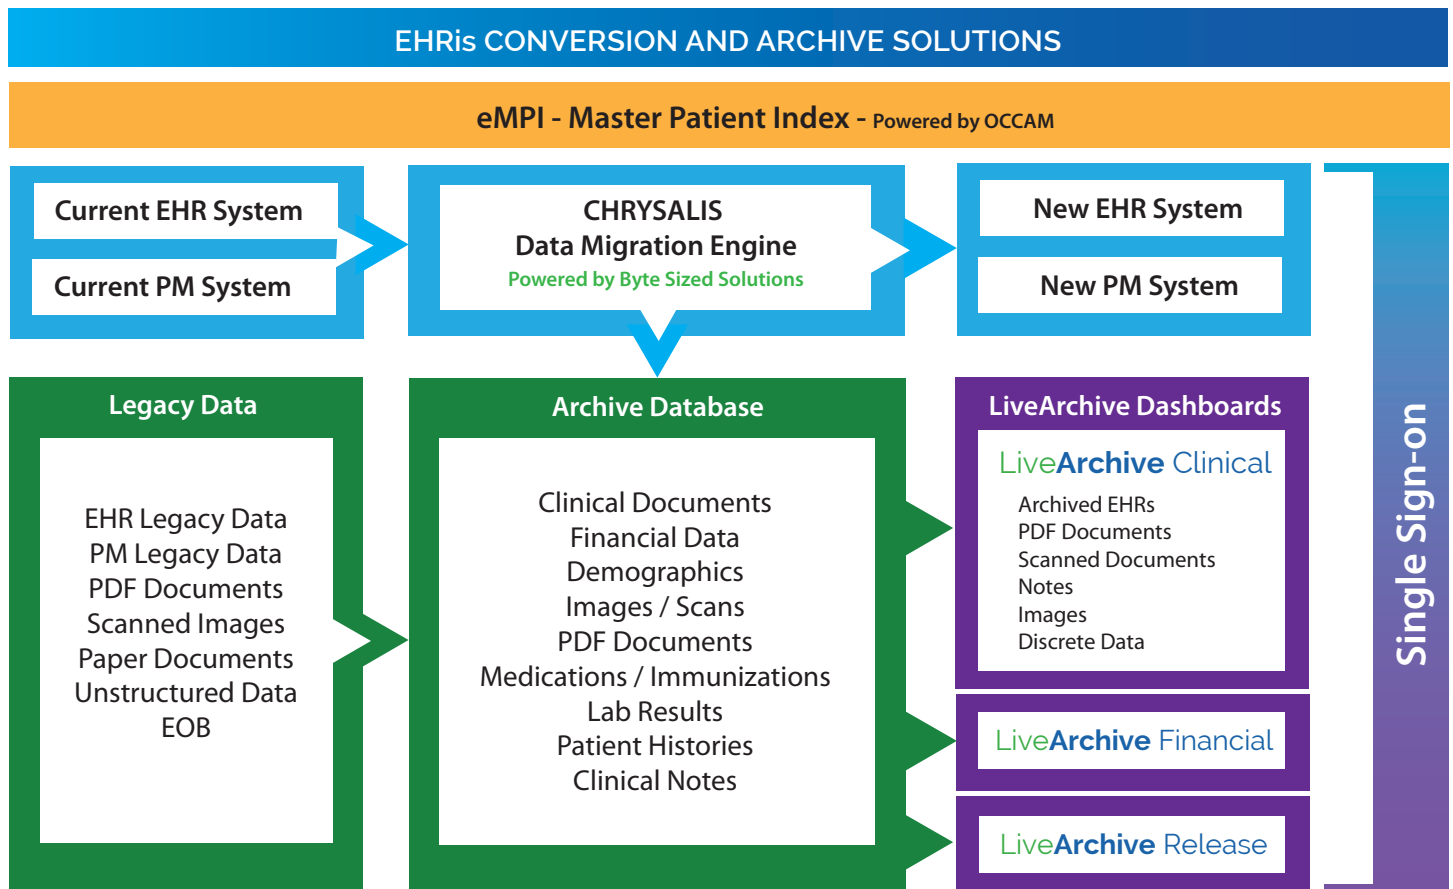 EHRis CONVERSION AND ARCHIVE SOLUTIONS
eMPI - Master Patient Index - Powered by OCCAM
Current EHR System
Current PM System
CHRYSALIS
Data Migration Engine
Powered by Byte Sized Solutions
New EHR System
New PM System
Legacy Data
EHR Legacy Data
PM Legacy Data
PDF Documents
Scanned Images
Paper Documents
Unstructured Data
EOB
Archive Database
Clinical Documents
Financial Data
Demographics
Images / Scans
PDF Documents
Medications / Immunizations
Lab Results
Patient Histories
Clinical Notes
LiveArchive Dashboards
LiveArchive Clinical
Archived EHRs
PDF Documents
Scanned Documents
Notes
Images
Discrete Data
LiveArchive Financial
LiveArchive Release
Single Sign-on